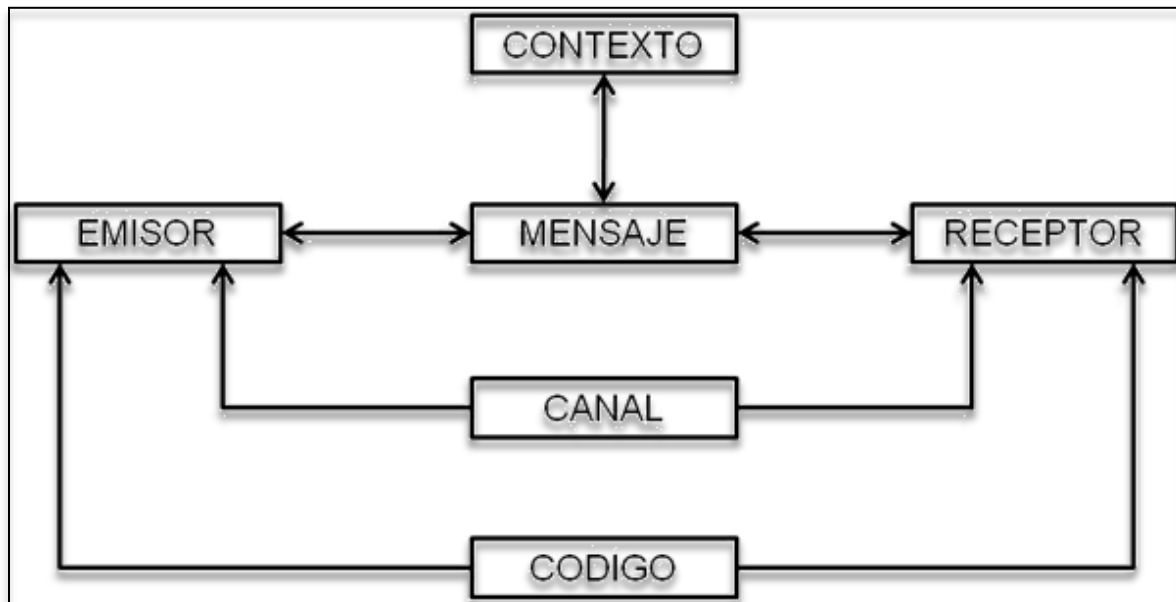 CONTEXTO
EMISOR
MENSAJE
RECEPTOR
CANAL
CODIGO